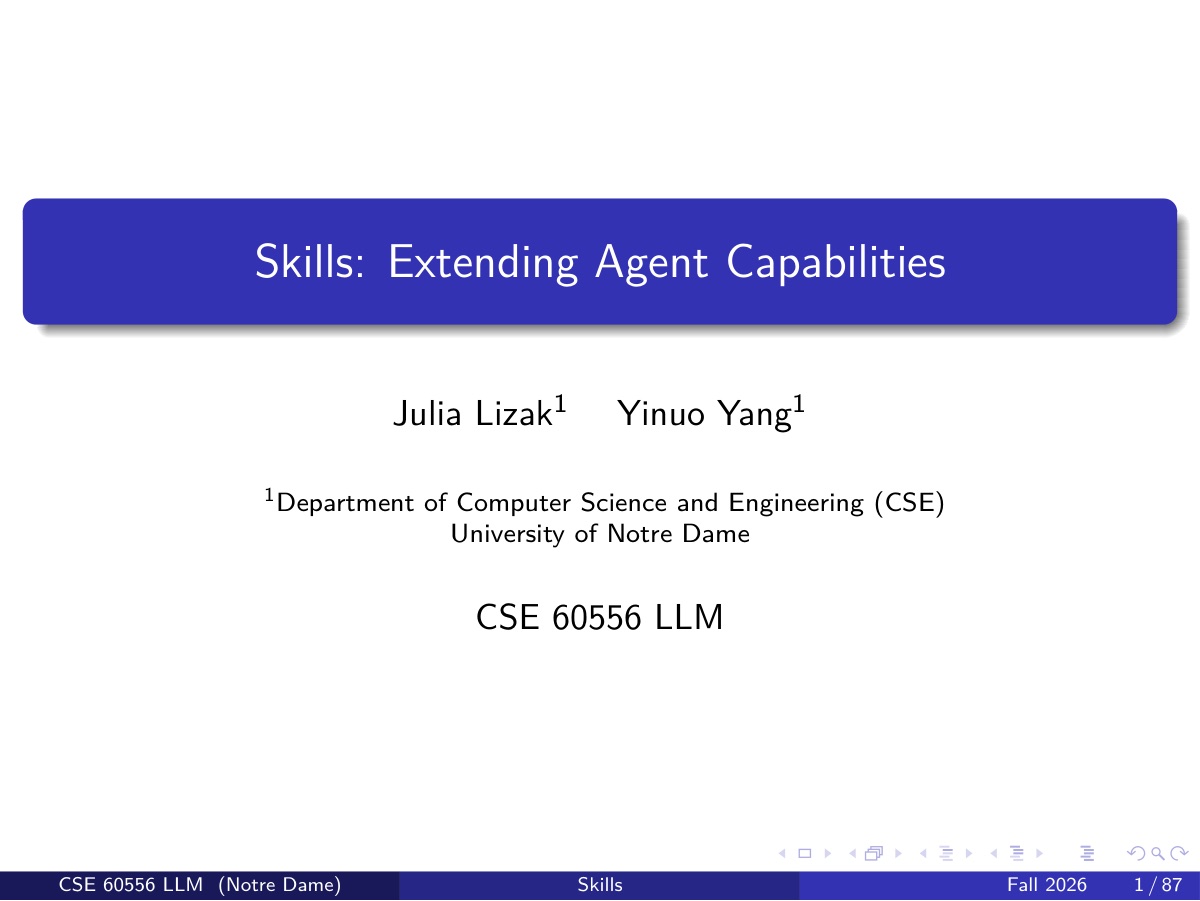 Skills: Extending Agent Capabilities
Julia Lizak¹ Yinuo Yang¹
¹Department of Computer Science and Engineering (CSE)
University of Notre Dame
CSE 60556 LLM
CSE 60556 LLM (Notre Dame) Skills Fall 2026 1 / 87